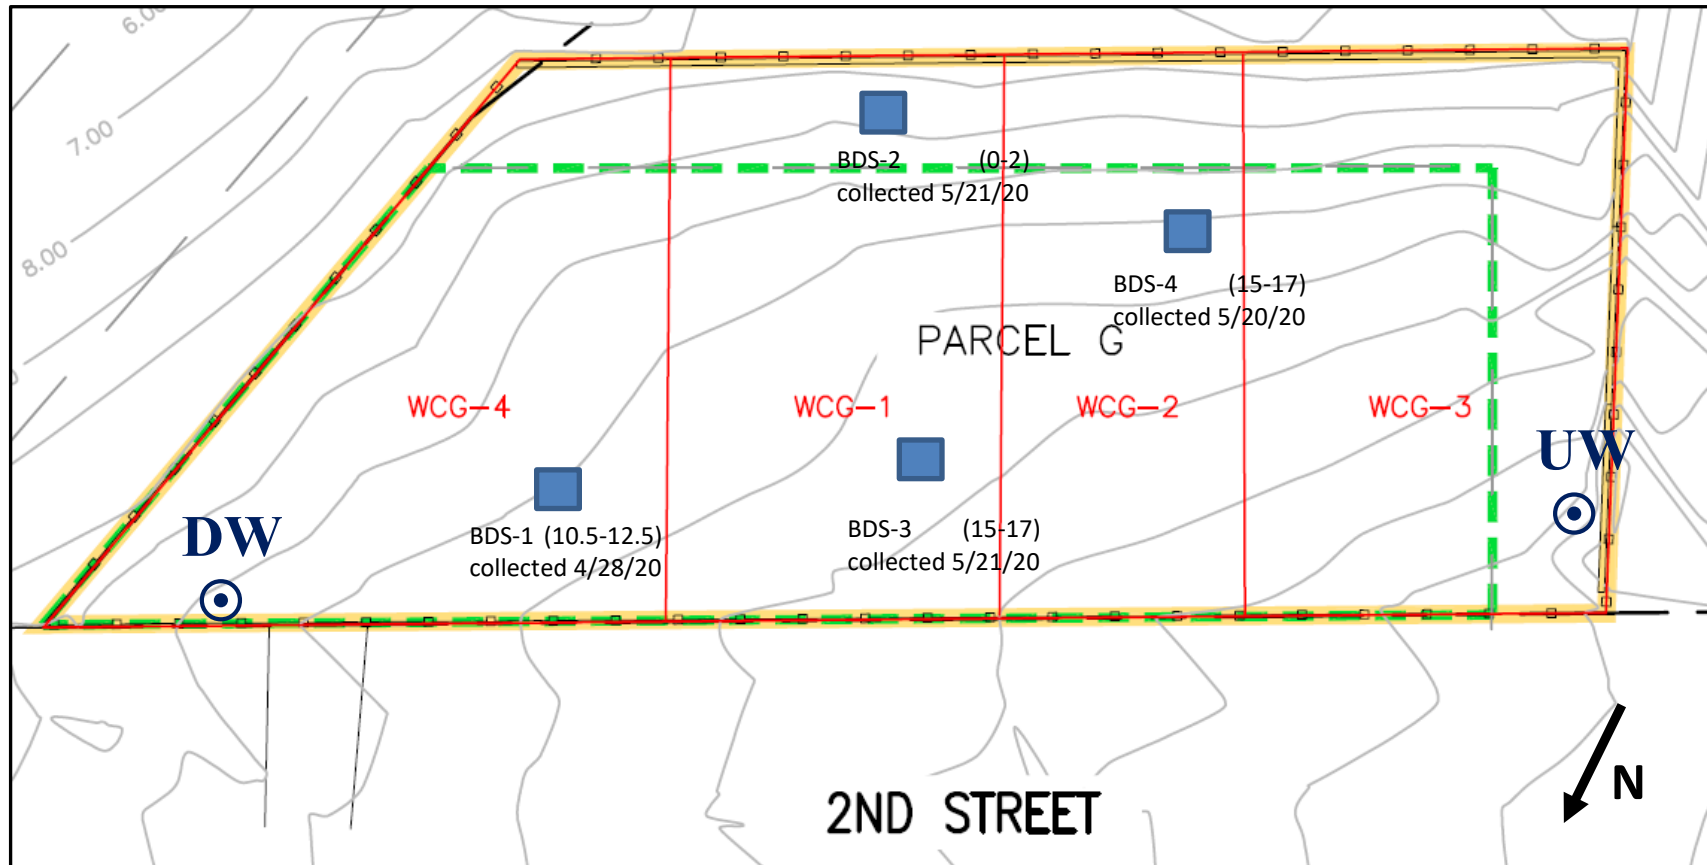 6.00
7.00
8.00
BDS-2 (0-2)
collected 5/21/20
BDS-4 (15-17)
collected 5/20/20
PARCEL G
WCG-4
WCG-1
WCG-2
WCG-3
UW
DW
BDS-1 (10.5-12.5)
collected 4/28/20
BDS-3 (15-17)
collected 5/21/20
N
2ND STREET